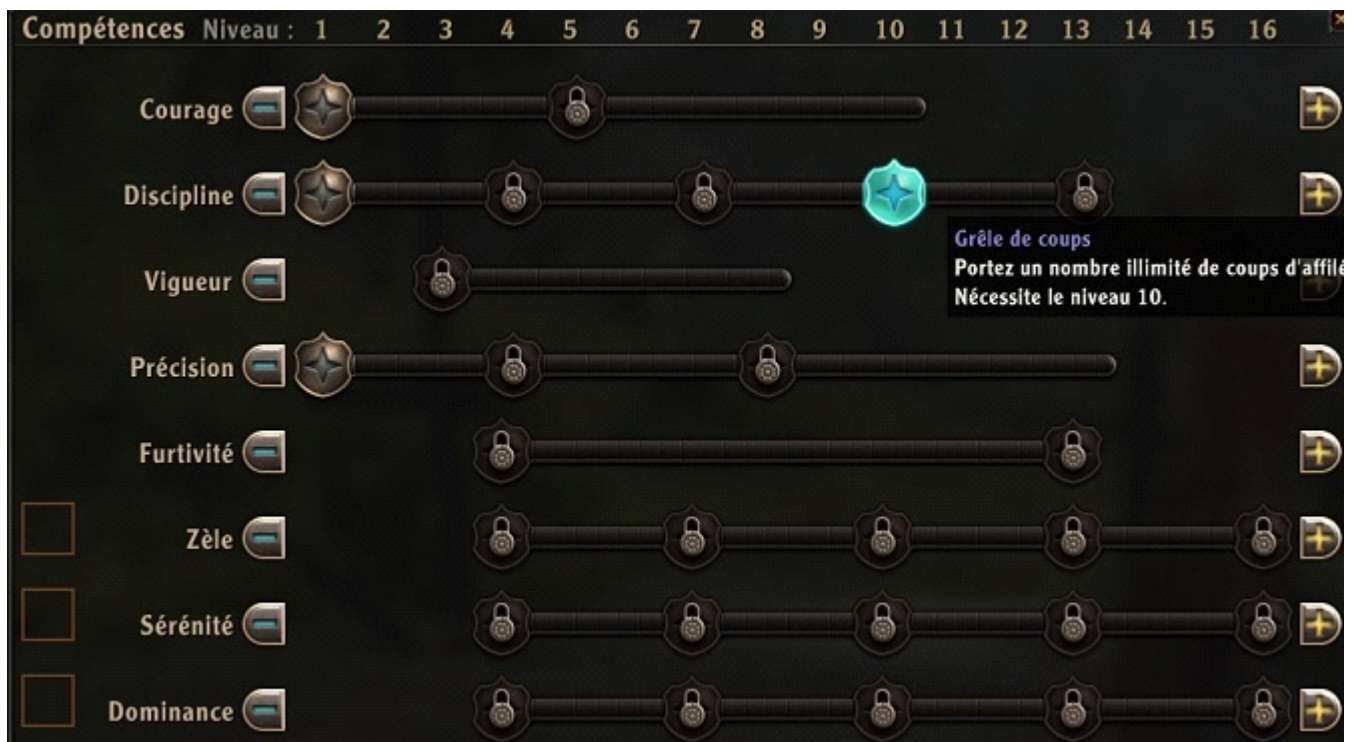 Compétences Niveau : 1 2 3 4 5 6 7 8 9 10 11 12 13 14 15 16
Courage
Discipline
Grêle de coups
Portez un nombre illimité de coups d'affilé
Nécessite le niveau 10.
Vigueur
Précision
Furtivité
Zèle
Sérénité
Dominance